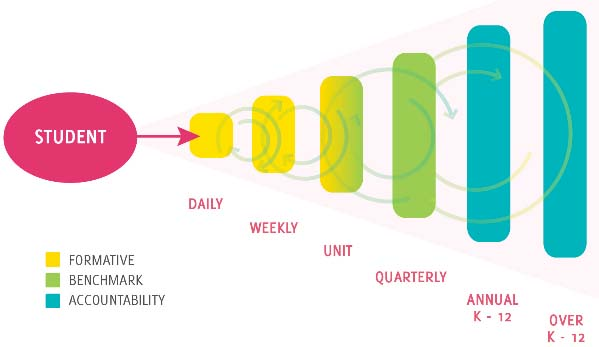 STUDENT
DAILY
WEEKLY
UNIT
QUARTERLY
ANNUAL
K - 12
OVER
K - 12
FORMATIVE
BENCHMARK
ACCOUNTABILITY